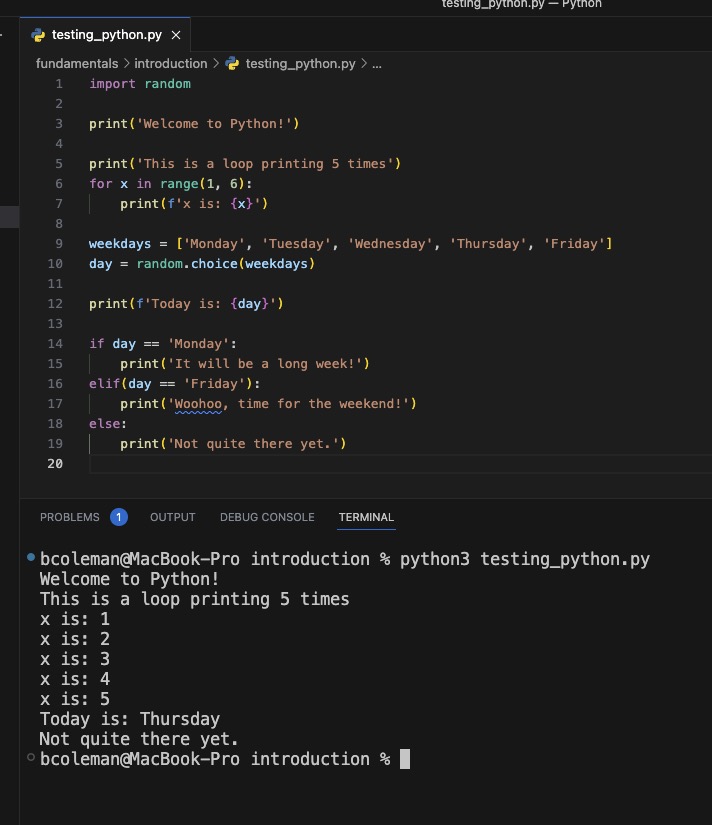 testing_python.py — Python
testing_python.py ×
fundamentals > introduction > testing_python.py > ...
1 import random
2
3 print('Welcome to Python!')
4
5 print('This is a loop printing 5 times')
6 for x in range(1, 6):
7     print(f'x is: {x}')
8
9 weekdays = ['Monday', 'Tuesday', 'Wednesday', 'Thursday', 'Friday']
10 day = random.choice(weekdays)
11
12 print(f'Today is: {day}')
13
14 if day == 'Monday':
15     print('It will be a long week!')
16 elif(day == 'Friday'):
17     print('Woohoo, time for the weekend!')
18 else:
19     print('Not quite there yet.')
20
PROBLEMS 1 OUTPUT DEBUG CONSOLE TERMINAL
bcoleman@MacBook-Pro introduction % python3 testing_python.py
Welcome to Python!
This is a loop printing 5 times
x is: 1
x is: 2
x is: 3
x is: 4
x is: 5
Today is: Thursday
Not quite there yet.
bcoleman@MacBook-Pro introduction %